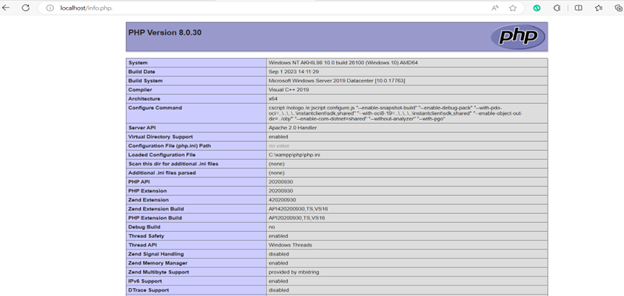 localhost/info.php
PHP Version 8.0.30
php
System Windows NT AKHIL86 10.0 build 26100 (Windows 10) AMD64
Build Date Sep 1 2023 14:11:29
Build System Microsoft Windows Server 2019 Datacenter [10.0.17763]
Compiler Visual C++ 2019
Architecture x64
Configure Command cscript /nologo /e:jscript configure.js "--enable-snapshot-build" "--enable-debug-pack" "--with-pdo-
oci=..\..\..\..\instantclient\sdk,shared" "--with-oci8-19=..\..\..\..\instantclient\sdk,shared" "--enable-object-out-
dir=../obj/" "--enable-com-dotnet=shared" "--without-analyzer" "--with-pgo"
Server API Apache 2.0 Handler
Virtual Directory Support enabled
Configuration File (php.ini) Path no value
Loaded Configuration File C:\xampp\php\php.ini
Scan this dir for additional .ini files (none)
Additional .ini files parsed (none)
PHP API 20200930
PHP Extension 20200930
Zend Extension 420200930
Zend Extension Build API420200930,TS,VS16
PHP Extension Build API20200930,TS,VS16
Debug Build no
Thread Safety enabled
Thread API Windows Threads
Zend Signal Handling disabled
Zend Memory Manager enabled
Zend Multibyte Support provided by mbstring
IPv6 Support enabled
DTrace Support disabled